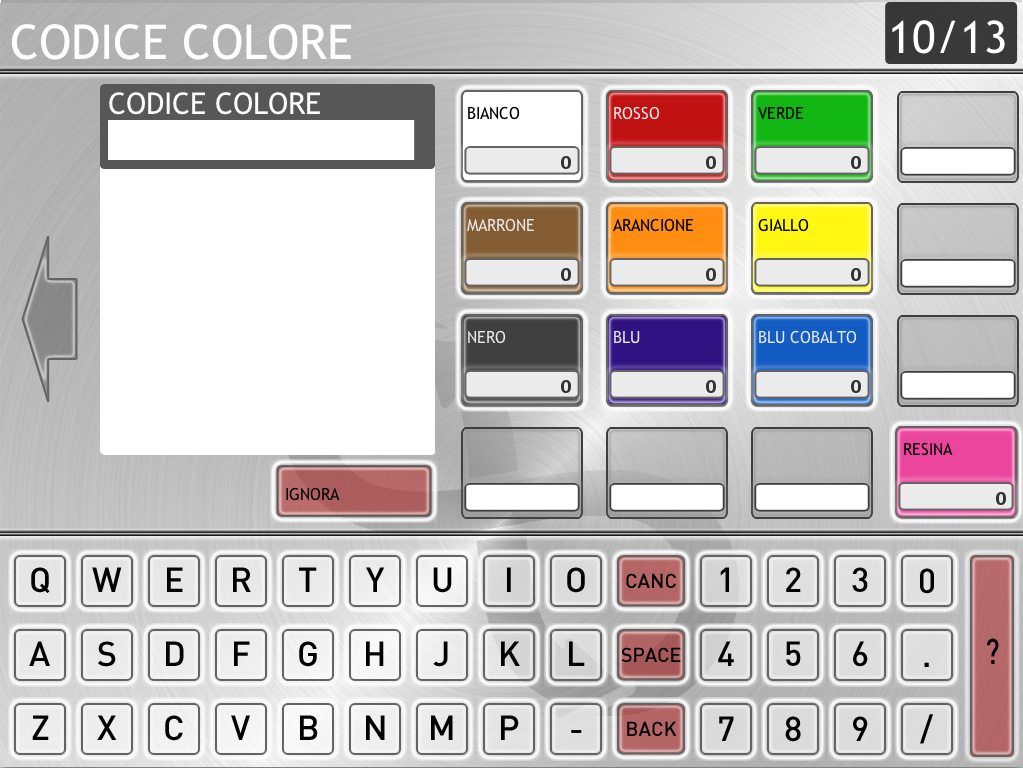 CODICE COLORE
10/13
CODICE COLORE
BIANCO
0
ROSSO
0
VERDE
0
MARRONE
0
ARANCIONE
0
GIALLO
0
NERO
0
BLU
0
BLU COBALTO
0
RESINA
0
IGNORA
Q W E R T Y U I O CANC 1 2 3 0
A S D F G H J K L SPACE 4 5 6 . ?
Z X C V B N M P - BACK 7 8 9 /